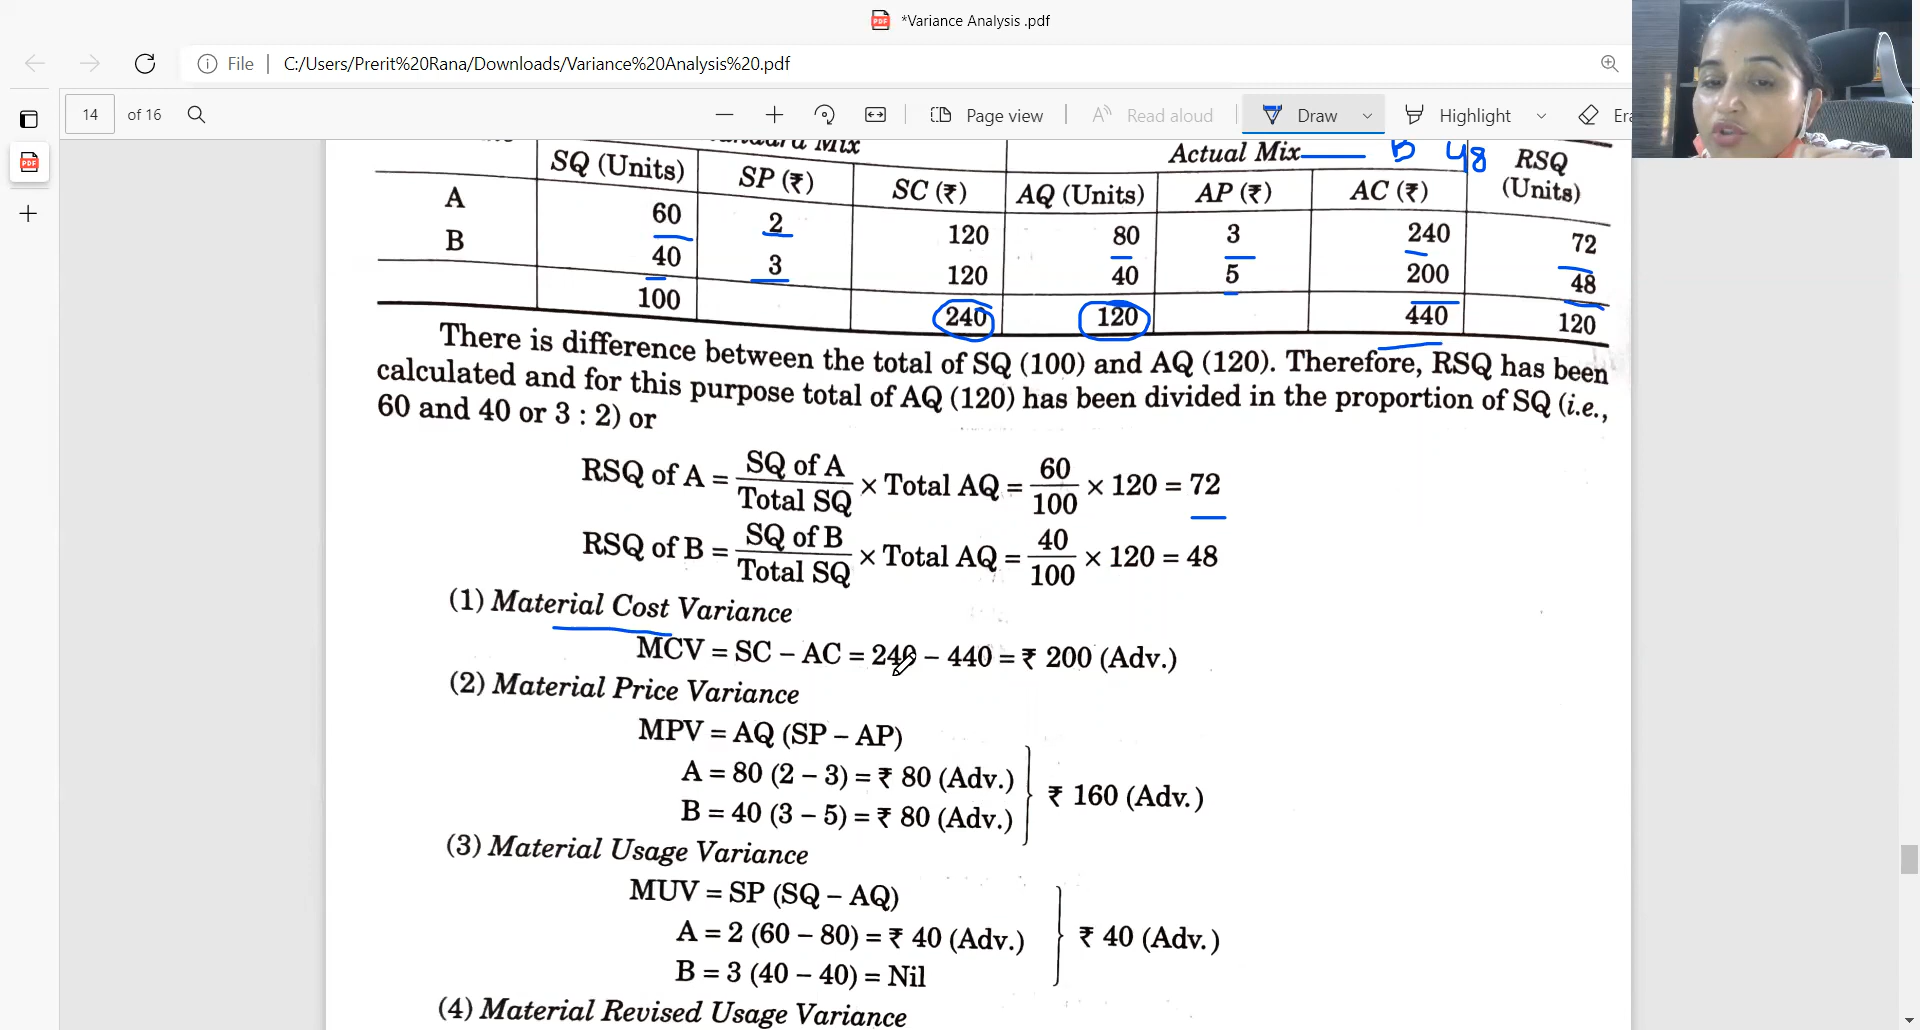 *Variance Analysis .pdf
File | C:/Users/Prerit%20Rana/Downloads/Variance%20Analysis%20.pdf
14 of 16
Page view
Read aloud
Draw
Highlight
Mix
Actual Mix
B 48
SQ (Units) SP (₹) SC (₹) AQ (Units) AP (₹) AC (₹) RSQ (Units)
A 60 2 120 80 3 240 72
B 40 3 120 40 5 200 48
100 240 120 440 120
There is difference between the total of SQ (100) and AQ (120). Therefore, RSQ has been
calculated and for this purpose total of AQ (120) has been divided in the proportion of SQ (i.e.,
60 and 40 or 3 : 2) or
RSQ of A = SQ of A / Total SQ × Total AQ = 60 / 100 × 120 = 72
RSQ of B = SQ of B / Total SQ × Total AQ = 40 / 100 × 120 = 48
(1) Material Cost Variance
MCV = SC – AC = 240 – 440 = ₹ 200 (Adv.)
(2) Material Price Variance
MPV = AQ (SP – AP)
A = 80 (2 – 3) = ₹ 80 (Adv.)
B = 40 (3 – 5) = ₹ 80 (Adv.)
₹ 160 (Adv.)
(3) Material Usage Variance
MUV = SP (SQ – AQ)
A = 2 (60 – 80) = ₹ 40 (Adv.)
B = 3 (40 – 40) = Nil
₹ 40 (Adv.)
(4) Material Revised Usage Variance